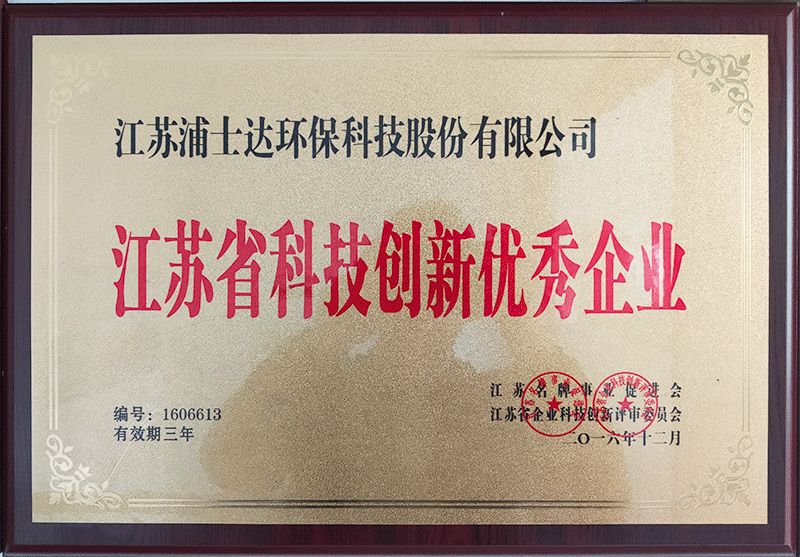 江苏浦士达环保科技股份有限公司
江苏省科技创新优秀企业
编号：1606613
有效期三年
江苏名牌事业促进会
江苏省企业科技创新评审委员会
二〇一六年十二月